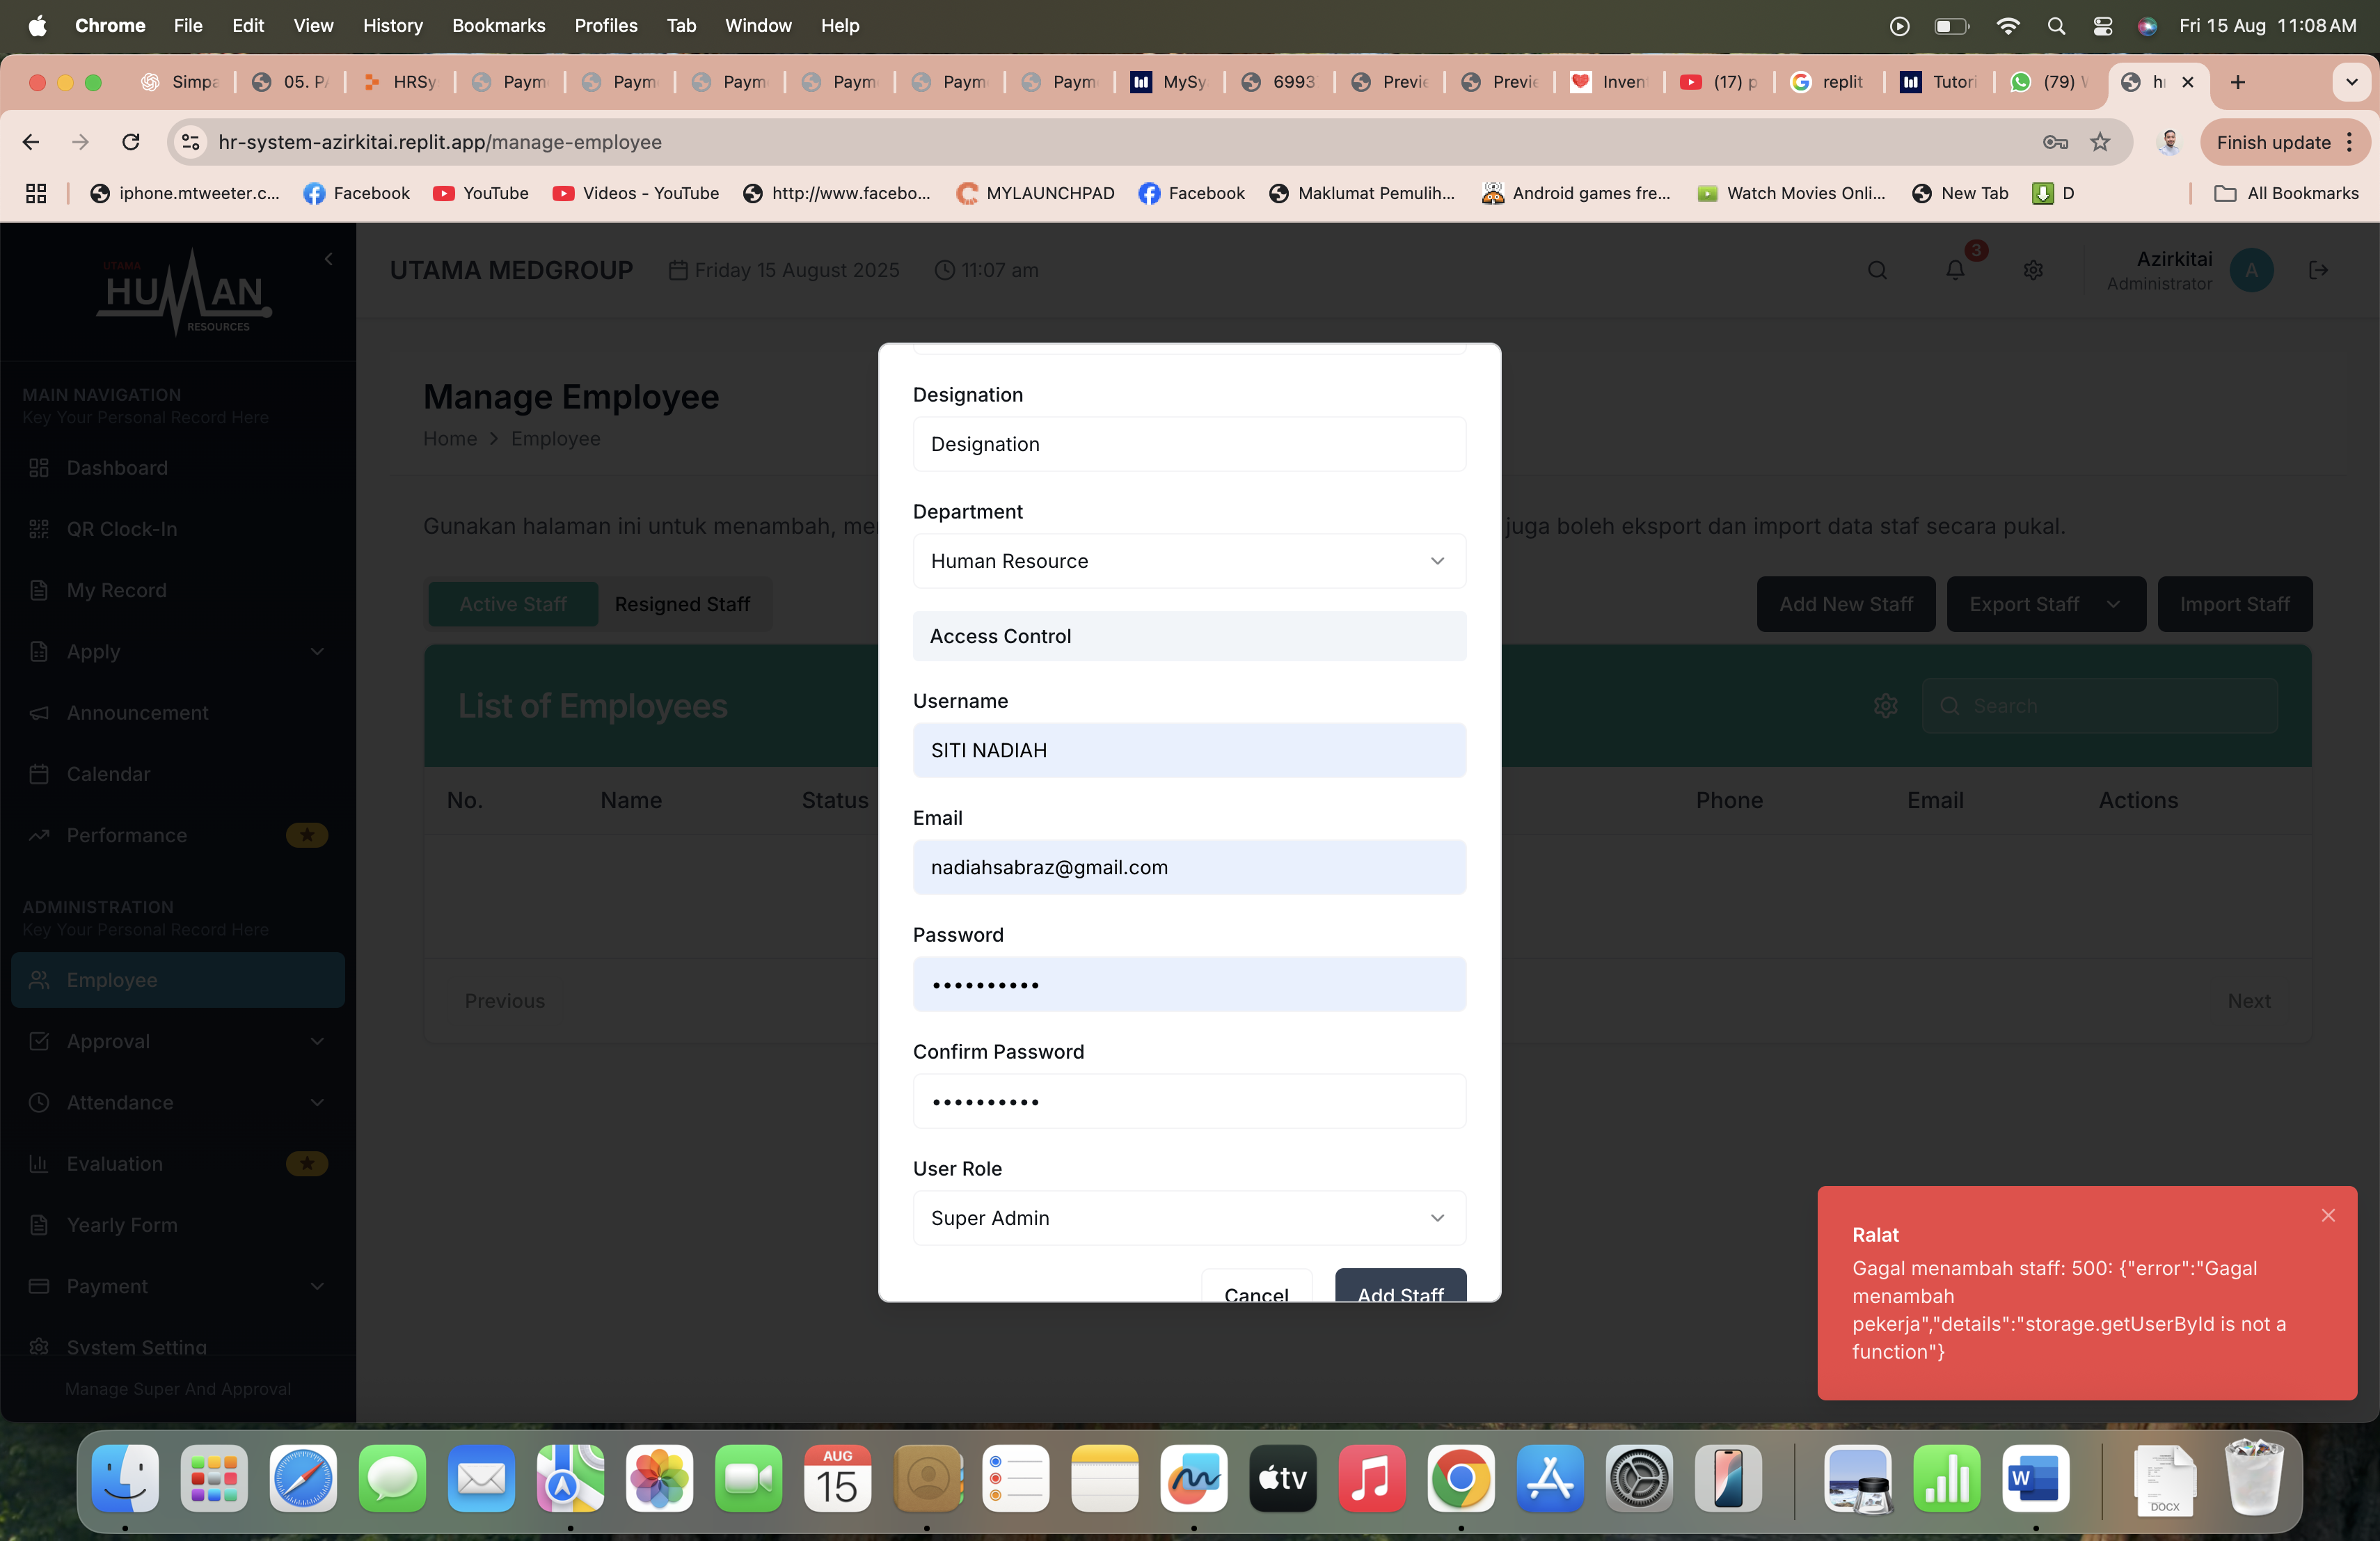 Chrome File Edit View History Bookmarks Profiles Tab Window Help
Fri 15 Aug 11:08 AM
Simpa 05. P HRSy Paym Paym Paym Paym Paym Paym MySy 6993 Previe Previe Inven (17) p replit Tutori (79) h
hr-system-azirkitai.replit.app/manage-employee
Finish update
iphone.mtweeter.c... Facebook YouTube Videos - YouTube http://www.facebo... MYLAUNCHPAD Facebook Maklumat Pemulih... Android games fre... Watch Movies Onli... New Tab D All Bookmarks
UTAMA
HUMAN
RESOURCES
UTAMA MEDGROUP Friday 15 August 2025 11:07 am
3
Azirkitai
Administrator
A
MAIN NAVIGATION
Key Your Personal Record Here
Dashboard
QR Clock-In
My Record
Apply
Announcement
Calendar
Performance
ADMINISTRATION
Key Your Personal Record Here
Employee
Approval
Attendance
Evaluation
Yearly Form
Payment
System Setting
Manage Super And Approval
Manage Employee
Home > Employee
Gunakan halaman ini untuk menambah, me
juga boleh eksport dan import data staf secara pukal.
Active Staff Resigned Staff
Add New Staff Export Staff Import Staff
List of Employees
Search
No. Name Status Phone Email Actions
Previous Next
Designation
Designation
Department
Human Resource
Access Control
Username
SITI NADIAH
Email
nadiahsabraz@gmail.com
Password
••••••••••
Confirm Password
••••••••••
User Role
Super Admin
Cancel Add Staff
Ralat
Gagal menambah staff: 500: {"error":"Gagal
menambah
pekerja","details":"storage.getUserById is not a
function"}
AUG
15
tv
W
DOCX